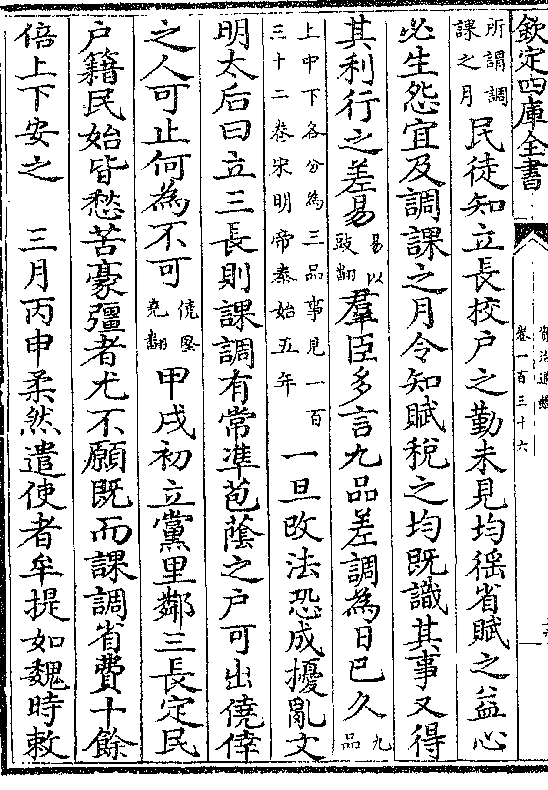 欽定四庫全書
資治通鑑
卷一百三十六
所謂調課之月民徒知立長校户之勤未見均徭省賦之益心
必生怨宜及調課之月令知賦稅之均既識其事又得
其利行之差易易以豉翻羣臣多言九品差調為日已久九品
上中下各分為三品事見一百三十二卷宋明帝泰始五年一旦改法恐成擾亂文
明太后曰立三長則課調有常準苞蔭之户可出僥倖
之人可止何為不可僥堅堯翻甲戌初立黨里鄰三長定民
户籍民始皆愁苦豪彊者尤不願既而課調省費十餘
倍上下安之　三月丙申柔然遣使者牟提如魏時敕